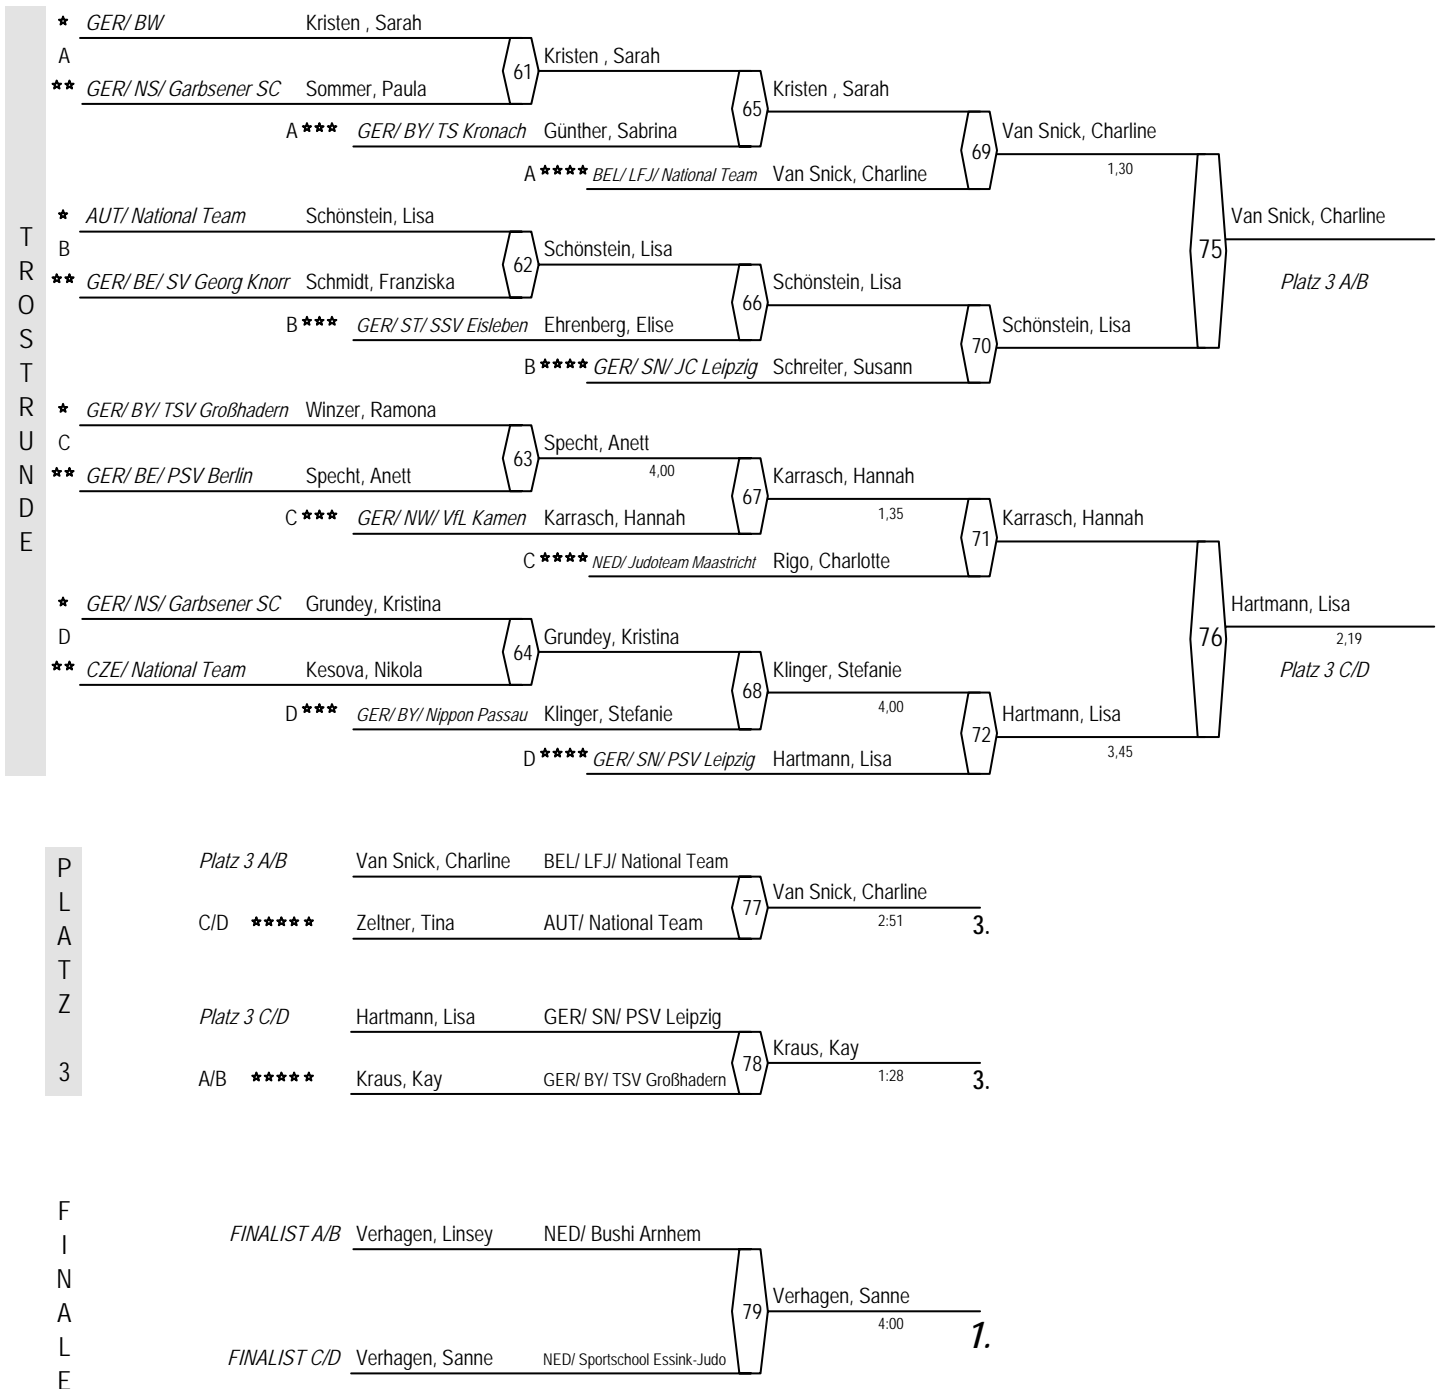 TROSTRUNDE
* GER/ BW Kristen , Sarah
A
** GER/ NS/ Garbsener SC Sommer, Paula
61 Kristen , Sarah
A *** GER/ BY/ TS Kronach Günther, Sabrina
65 Kristen , Sarah
A **** BEL/ LFJ/ National Team Van Snick, Charline
69 Van Snick, Charline
1,30
* AUT/ National Team Schönstein, Lisa
B
** GER/ BE/ SV Georg Knorr Schmidt, Franziska
62 Schönstein, Lisa
B *** GER/ ST/ SSV Eisleben Ehrenberg, Elise
66 Schönstein, Lisa
B **** GER/ SN/ JC Leipzig Schreiter, Susann
70 Schönstein, Lisa
75 Van Snick, Charline
Platz 3 A/B
* GER/ BY/ TSV Großhadern Winzer, Ramona
C
** GER/ BE/ PSV Berlin Specht, Anett
63 Specht, Anett
4,00
C *** GER/ NW/ VfL Kamen Karrasch, Hannah
67 Karrasch, Hannah
1,35
C **** NED/ Judoteam Maastricht Rigo, Charlotte
71 Karrasch, Hannah
* GER/ NS/ Garbsener SC Grundey, Kristina
D
** CZE/ National Team Kesova, Nikola
64 Grundey, Kristina
D *** GER/ BY/ Nippon Passau Klinger, Stefanie
68 Klinger, Stefanie
4,00
D **** GER/ SN/ PSV Leipzig Hartmann, Lisa
72 Hartmann, Lisa
3,45
76 Hartmann, Lisa
2,19
Platz 3 C/D
PLATZ 3
Platz 3 A/B Van Snick, Charline BEL/ LFJ/ National Team
C/D ***** Zeltner, Tina AUT/ National Team
77 Van Snick, Charline
2:51 3.
Platz 3 C/D Hartmann, Lisa GER/ SN/ PSV Leipzig
A/B ***** Kraus, Kay GER/ BY/ TSV Großhadern
78 Kraus, Kay
1:28 3.
FINALE
FINALIST A/B Verhagen, Linsey NED/ Bushi Arnhem
FINALIST C/D Verhagen, Sanne NED/ Sportschool Essink-Judo
79 Verhagen, Sanne
4:00 1.